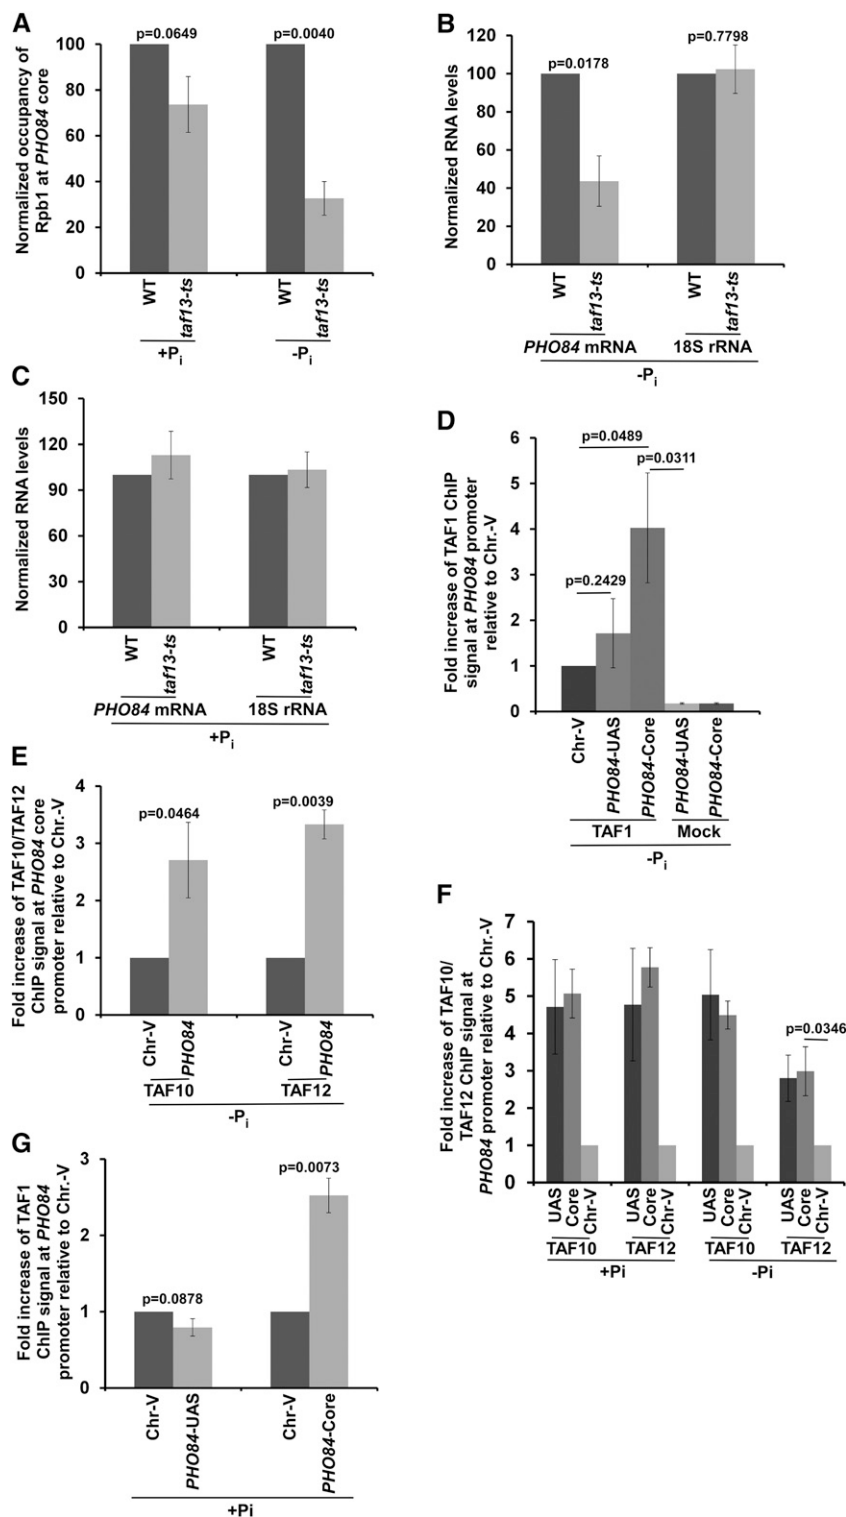 A
Normalized occupancy of
Rpb1 at PHO84 core
100
80
60
40
20
0
p=0.0649
p=0.0040
WT
taf13-ts
WT
taf13-ts
+Pi
-Pi
B
Normalized RNA levels
120
100
80
60
40
20
0
p=0.0178
p=0.7798
WT
taf13-ts
WT
taf13-ts
PHO84 mRNA
18S rRNA
-Pi
C
Normalized RNA levels
150
120
90
60
30
0
WT
taf13-ts
WT
taf13-ts
PHO84 mRNA
18S rRNA
+Pi
D
Fold increase of TAF1 ChIP
signal at PHO84 promoter
relative to Chr.-V
6
5
4
3
2
1
0
p=0.0489
p=0.0311
p=0.2429
Chr-V
PHO84-UAS
PHO84-Core
PHO84-UAS
PHO84-Core
TAF1
Mock
-Pi
E
Fold increase of TAF10/TAF12
ChIP signal at PHO84 core
promoter relative to Chr.-V
4
3
2
1
0
p=0.0464
p=0.0039
Chr-V
PHO84
Chr-V
PHO84
TAF10
TAF12
-Pi
F
Fold increase of TAF10/
TAF12 ChIP signal at
PHO84 promoter relative to Chr.-V
7
6
5
4
3
2
1
0
p=0.0346
UAS
Core
Chr-V
UAS
Core
Chr-V
UAS
Core
Chr-V
UAS
Core
Chr-V
TAF10
TAF12
TAF10
TAF12
+Pi
-Pi
G
Fold increase of TAF1
ChIP signal at PHO84
promoter relative to Chr.-V
3
2
1
0
p=0.0878
p=0.0073
Chr-V
PHO84-UAS
Chr-V
PHO84-Core
+Pi